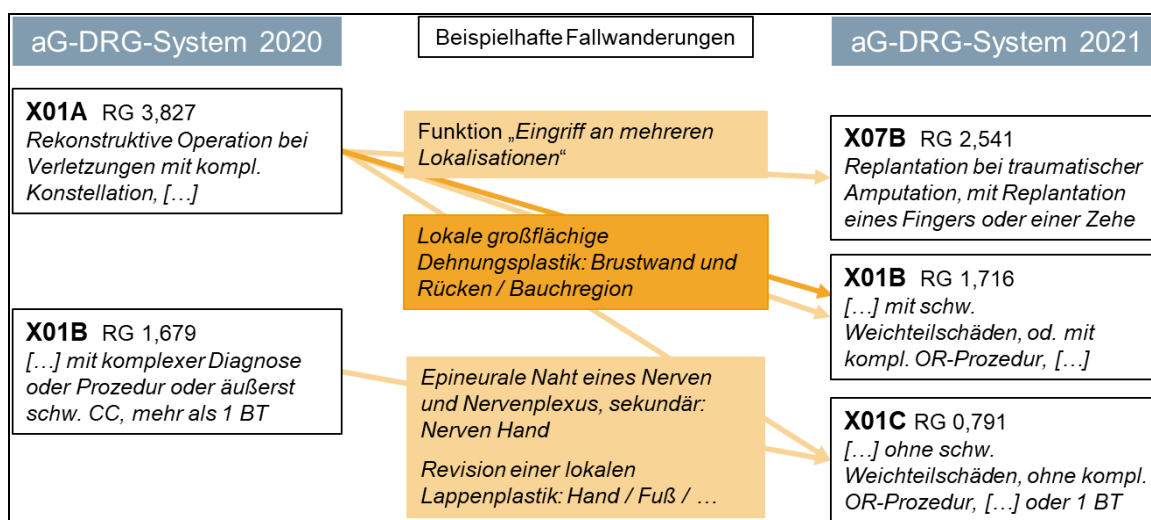 aG-DRG-System 2020
Beispielhafte Fallwanderungen
aG-DRG-System 2021
X01A RG 3,827
Rekonstruktive Operation bei
Verletzungen mit kompl.
Konstellation, […]
X01B RG 1,679
[…] mit komplexer Diagnose
oder Prozedur oder äußerst
schw. CC, mehr als 1 BT
Funktion „Eingriff an mehreren
Lokalisationen“
Lokale großflächige
Dehnungsplastik: Brustwand und
Rücken / Bauchregion
Epineurale Naht eines Nerven
und Nervenplexus, sekundär:
Nerven Hand
Revision einer lokalen
Lappenplastik: Hand / Fuß / …
X07B RG 2,541
Replantation bei traumatischer
Amputation, mit Replantation
eines Fingers oder einer Zehe
X01B RG 1,716
[…] mit schw.
Weichteilschäden, od. mit
kompl. OR-Prozedur, […]
X01C RG 0,791
[…] ohne schw.
Weichteilschäden, ohne kompl.
OR-Prozedur, […] oder 1 BT